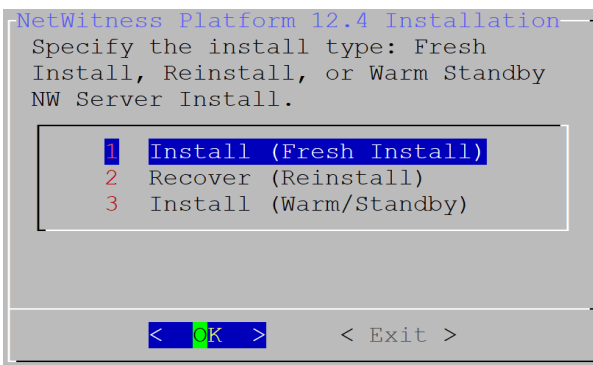 NetWitness Platform 12.4 Installation
Specify the install type: Fresh
Install, Reinstall, or Warm Standby
NW Server Install.
1 Install (Fresh Install)
2 Recover (Reinstall)
3 Install (Warm/Standby)
< OK > < Exit >